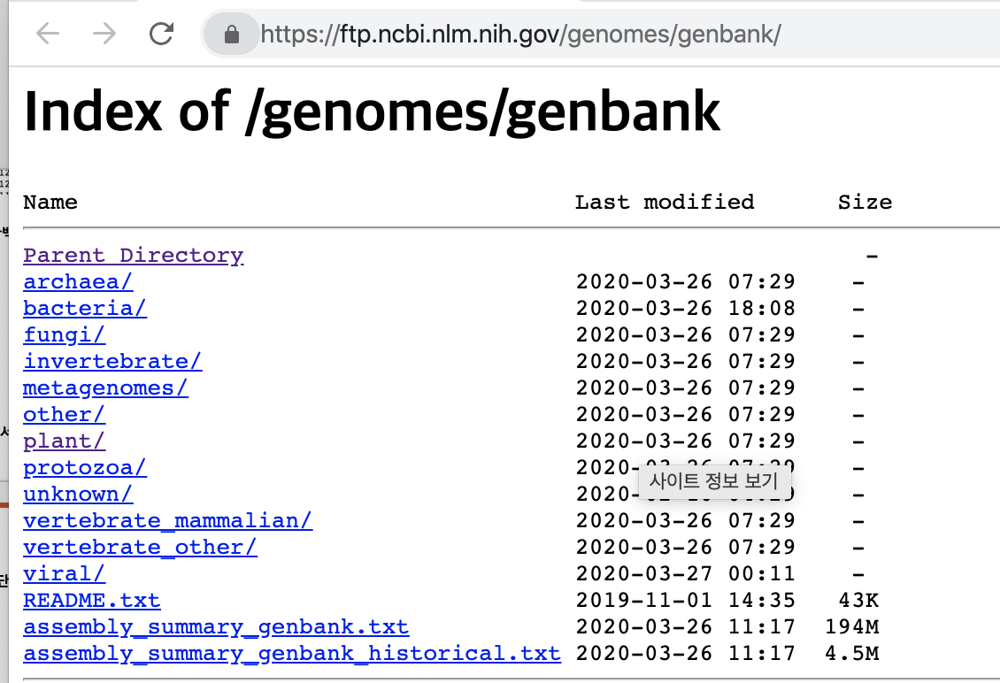 https://ftp.ncbi.nlm.nih.gov/genomes/genbank/
Index of /genomes/genbank
Name Last modified Size
Parent Directory -
archaea/ 2020-03-26 07:29 -
bacteria/ 2020-03-26 18:08 -
fungi/ 2020-03-26 07:29 -
invertebrate/ 2020-03-26 07:29 -
metagenomes/ 2020-03-26 07:29 -
other/ 2020-03-26 07:29 -
plant/ 2020-03-26 07:29 -
protozoa/ 2020- -
사이트 정보 보기
unknown/ 2020- -
vertebrate_mammalian/ 2020-03-26 07:29 -
vertebrate_other/ 2020-03-26 07:29 -
viral/ 2020-03-27 00:11 -
README.txt 2019-11-01 14:35 43K
assembly_summary_genbank.txt 2020-03-26 11:17 194M
assembly_summary_genbank_historical.txt 2020-03-26 11:17 4.5M